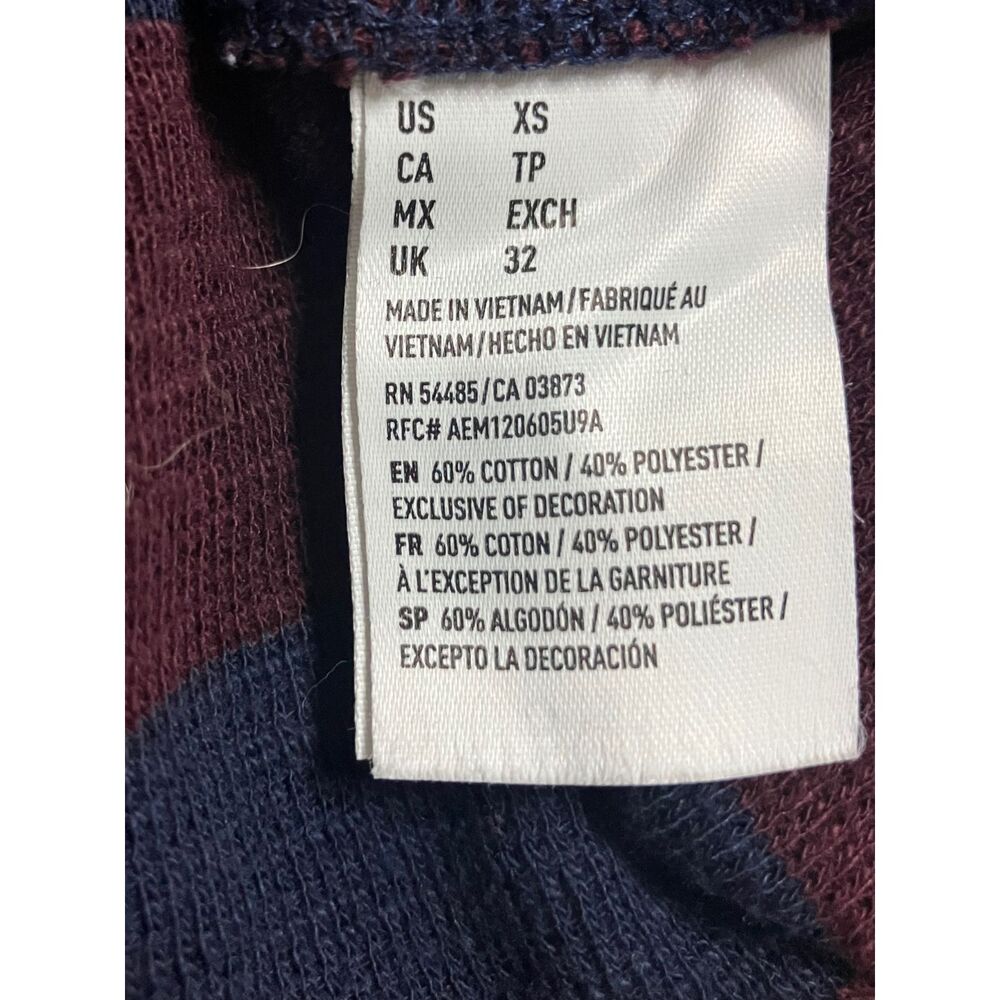 US XS
CA TP
MX EXCH
UK 32
MADE IN VIETNAM/FABRIQUÉ AU
VIETNAM/HECHO EN VIETNAM
RN 54485/CA 03873
RFC# AEM120605U9A
EN 60% COTTON / 40% POLYESTER /
EXCLUSIVE OF DECORATION
FR 60% COTON / 40% POLYESTER /
À L'EXCEPTION DE LA GARNITURE
SP 60% ALGODÓN / 40% POLIÉSTER /
EXCEPTO LA DECORACIÓN